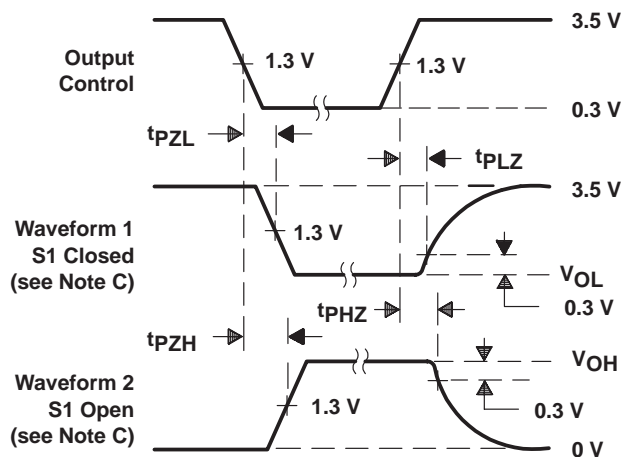 3.5 V
Output
Control
1.3 V
1.3 V
0.3 V
tPZL
tPLZ
3.5 V
Waveform 1
S1 Closed
(see Note C)
1.3 V
VOL
0.3 V
tPHZ
tPZH
VOH
Waveform 2
S1 Open
(see Note C)
1.3 V
0.3 V
0 V